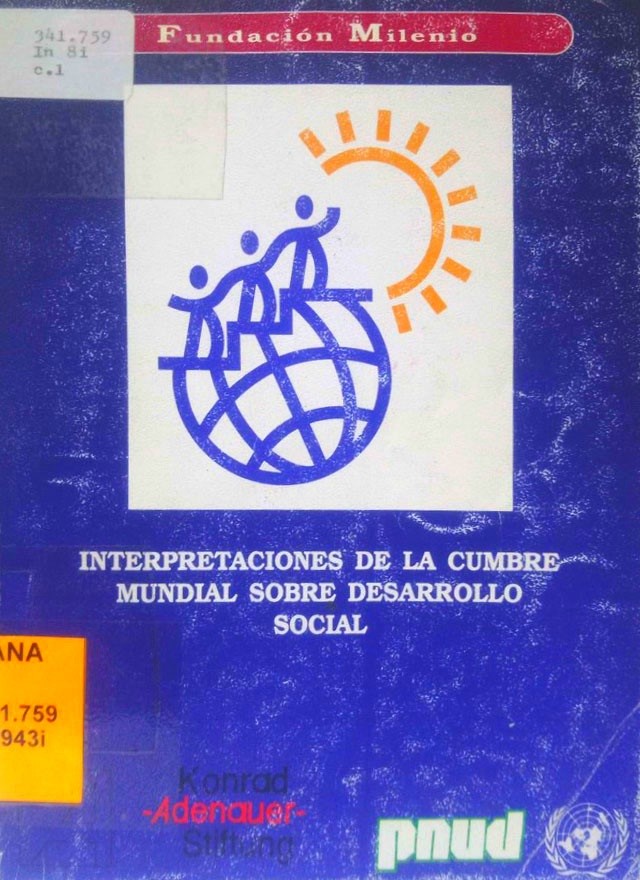 341.759
In 8i
c.1
Fundación Milenio
INTERPRETACIONES DE LA CUMBRE
MUNDIAL SOBRE DESARROLLO
SOCIAL
ANA
1.759
943i
Konrad
-Adenauer-
Stiftung
pnud